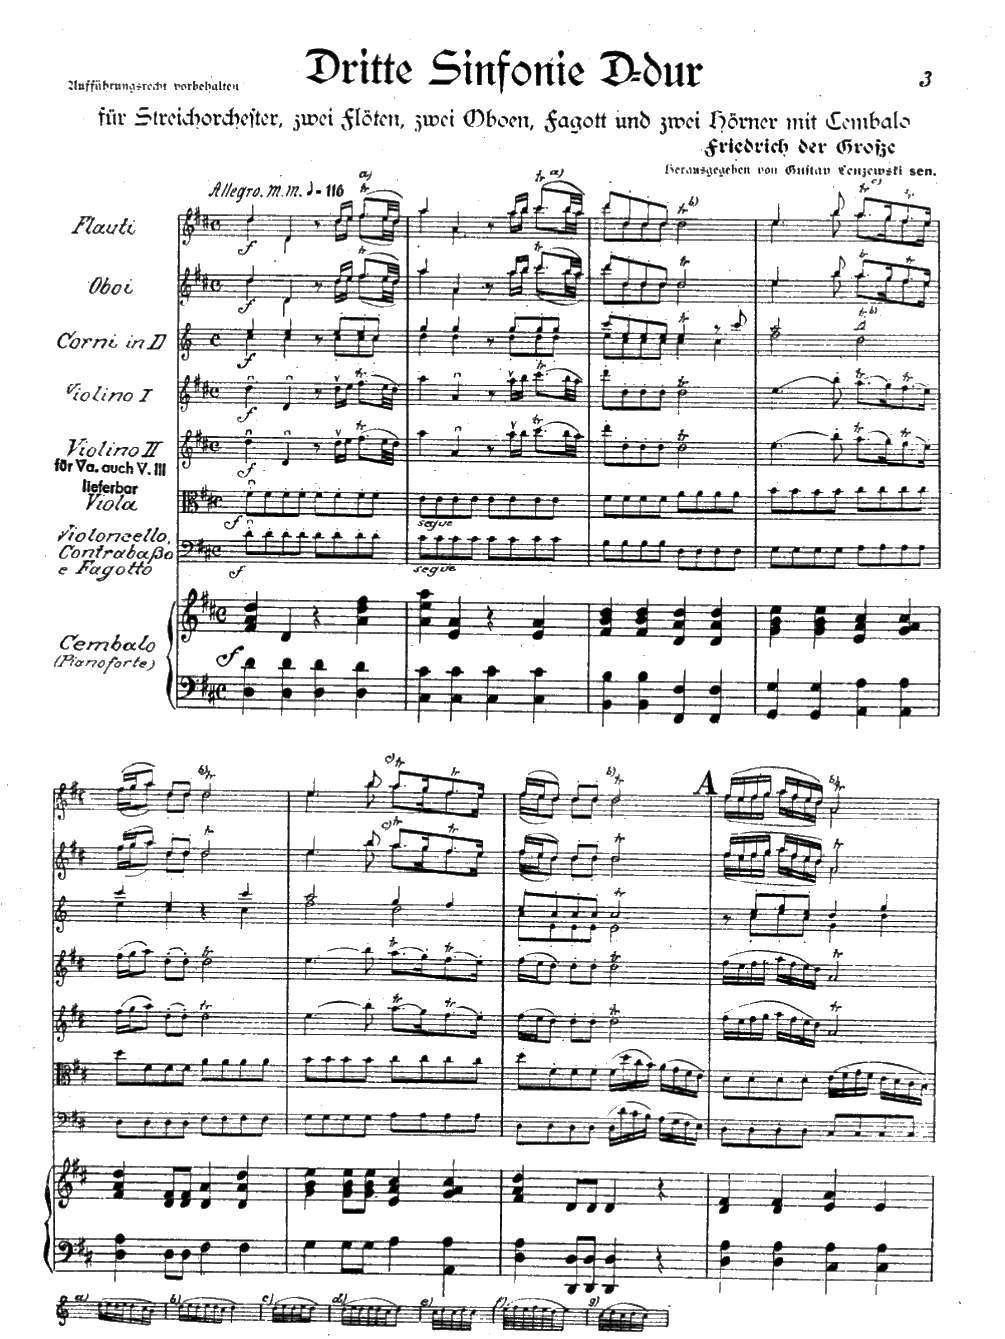 Dritte Sinfonie D-dur
3
Aufführungsrecht vorbehalten
für Streichorchester, zwei Flöten, zwei Oboen, Fagott und zwei Hörner mit Cembalo
Friedrich der Große
Herausgegeben von Gustav Lenzewski sen.
Allegro. M.M. - 116
Flauti
Oboi
Corni in D
Violino I
Violino II
für Va. auch V. III
lieferbar
Viola
Violoncello,
Contrabaßo
e Fagotto
segue
segue
Cembalo
(Pianoforte)
A
a) b) c) d) e) f) g)